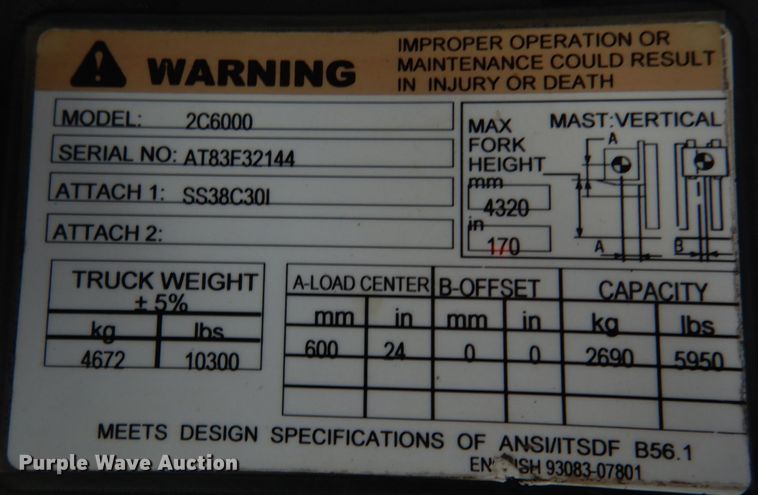 WARNING
IMPROPER OPERATION OR
MAINTENANCE COULD RESULT
IN INJURY OR DEATH
MODEL: 2C6000
SERIAL NO: AT83F32144
ATTACH 1: SS38C30I
ATTACH 2:
MAX
FORK
HEIGHT
mm
4320
in
170
MAST:VERTICAL
A
A
B
TRUCK WEIGHT
± 5%
kg lbs
4672 10300
A-LOAD CENTER B-OFFSET CAPACITY
mm in mm in kg lbs
600 24 0 0 2690 5950
MEETS DESIGN SPECIFICATIONS OF ANSI/ITSDF B56.1
93083-07801
Purple Wave Auction